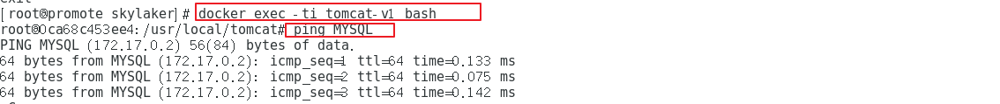 exit
[root@promote skylaker]# docker exec -ti tomcat-v1 bash
root@0ca68c453ee4:/usr/local/tomcat# ping MYSQL
PING MYSQL (172.17.0.2) 56(84) bytes of data.
64 bytes from MYSQL (172.17.0.2): icmp_seq=1 ttl=64 time=0.133 ms
64 bytes from MYSQL (172.17.0.2): icmp_seq=2 ttl=64 time=0.075 ms
64 bytes from MYSQL (172.17.0.2): icmp_seq=3 ttl=64 time=0.142 ms